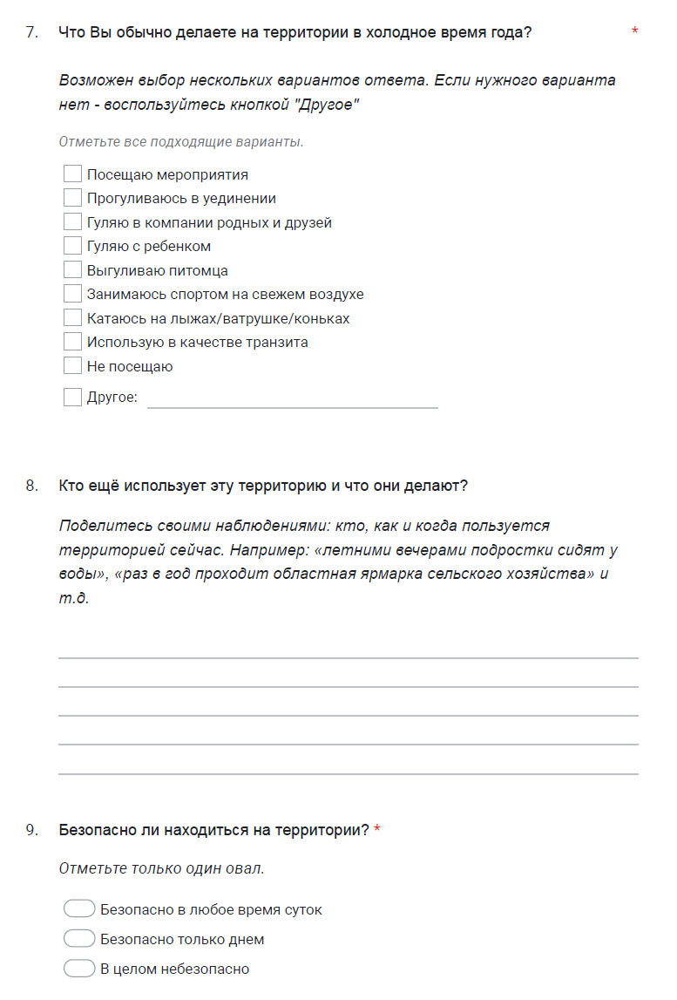 7. Что Вы обычно делаете на территории в холодное время года? *
Возможен выбор нескольких вариантов ответа. Если нужного варианта
нет - воспользуйтесь кнопкой "Другое"
Отметьте все подходящие варианты.
Посещаю мероприятия
Прогуливаюсь в уединении
Гуляю в компании родных и друзей
Гуляю с ребенком
Выгуливаю питомца
Занимаюсь спортом на свежем воздухе
Катаюсь на лыжах/ватрушке/коньках
Использую в качестве транзита
Не посещаю
Другое:
8. Кто ещё использует эту территорию и что они делают?
Поделитесь своими наблюдениями: кто, как и когда пользуется
территорией сейчас. Например: «летними вечерами подростки сидят у
воды», «раз в год проходит областная ярмарка сельского хозяйства» и
т.д.
9. Безопасно ли находиться на территории? *
Отметьте только один овал.
Безопасно в любое время суток
Безопасно только днем
В целом небезопасно